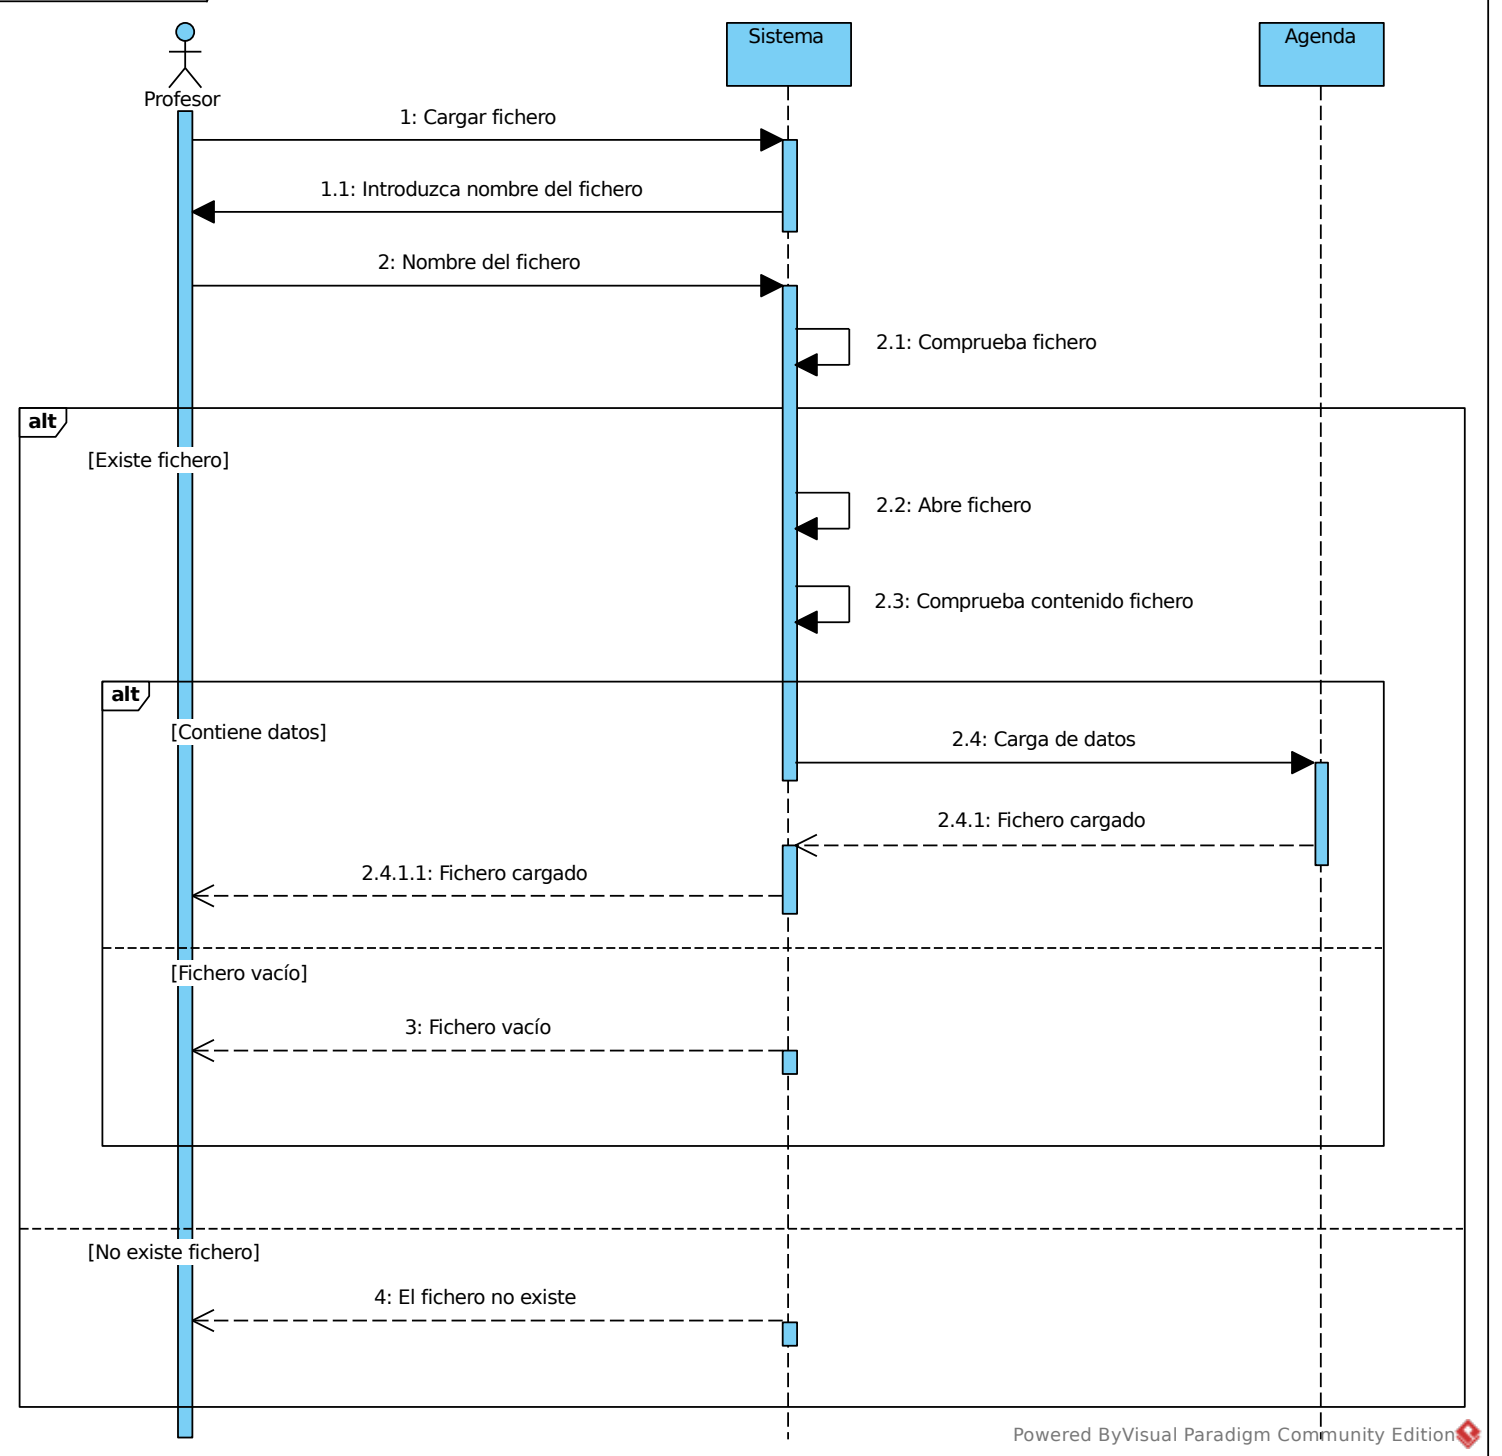 Sistema
Agenda
Profesor
1: Cargar fichero
1.1: Introduzca nombre del fichero
2: Nombre del fichero
2.1: Comprueba fichero
alt
[Existe fichero]
2.2: Abre fichero
2.3: Comprueba contenido fichero
alt
[Contiene datos]
2.4: Carga de datos
2.4.1: Fichero cargado
2.4.1.1: Fichero cargado
[Fichero vacío]
3: Fichero vacío
[No existe fichero]
4: El fichero no existe
Powered ByVisual Paradigm Community Edition